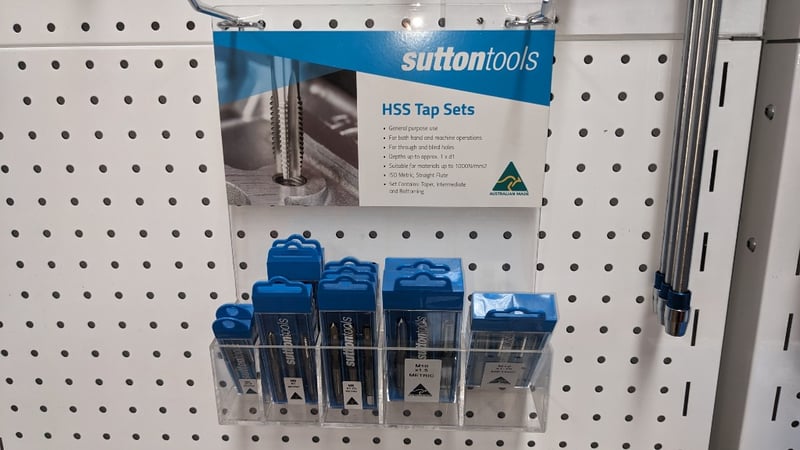 suttontools
HSS Tap Sets
General purpose use
For both hand and machine operations
For through and blind holes
Depths up to approx. 1 x d1
Suitable for materials up to 1000N/mm2
ISO Metric, Straight Flute
Set Contains: Taper, Intermediate
and Bottoming
AUSTRALIAN MADE
suttontools
suttontools
suttontools
M10
x1.5
METRIC